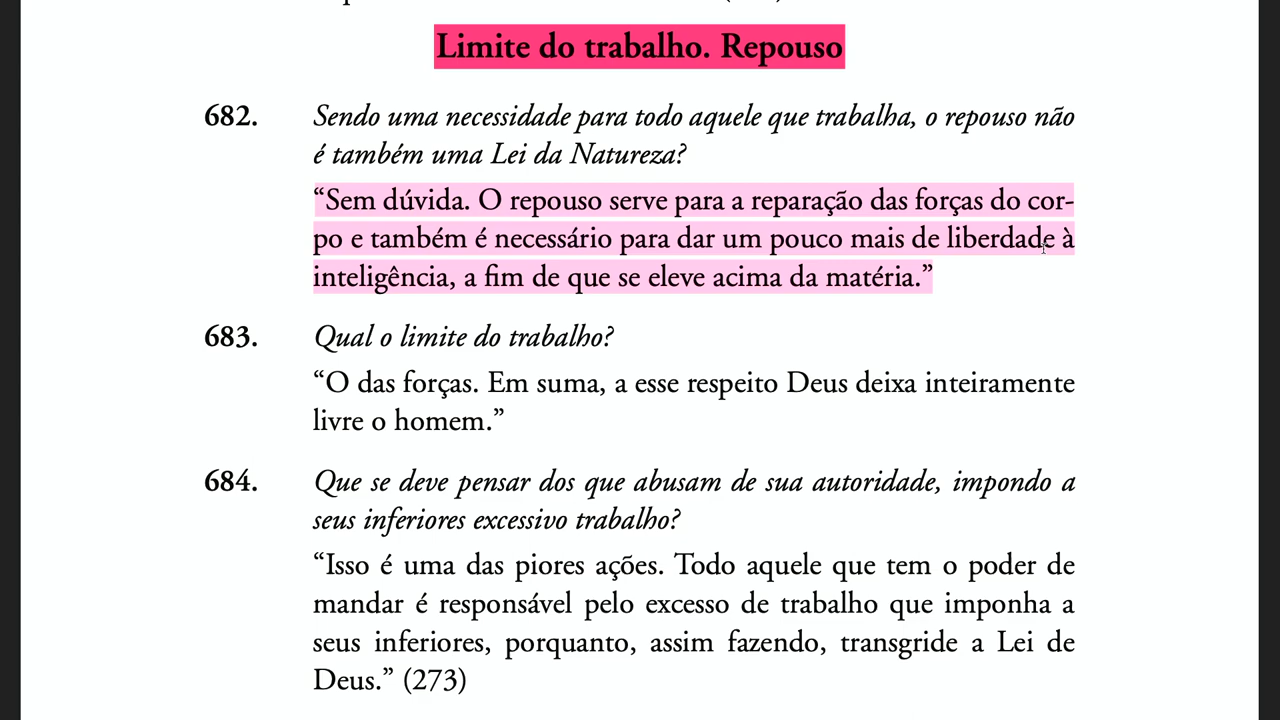 Limite do trabalho. Repouso
682. Sendo uma necessidade para todo aquele que trabalha, o repouso não
é também uma Lei da Natureza?
“Sem dúvida. O repouso serve para a reparação das forças do cor-
po e também é necessário para dar um pouco mais de liberdade à
inteligência, a fim de que se eleve acima da matéria.”
683. Qual o limite do trabalho?
“O das forças. Em suma, a esse respeito Deus deixa inteiramente
livre o homem.”
684. Que se deve pensar dos que abusam de sua autoridade, impondo a
seus inferiores excessivo trabalho?
“Isso é uma das piores ações. Todo aquele que tem o poder de
mandar é responsável pelo excesso de trabalho que imponha a
seus inferiores, porquanto, assim fazendo, transgride a Lei de
Deus.” (273)